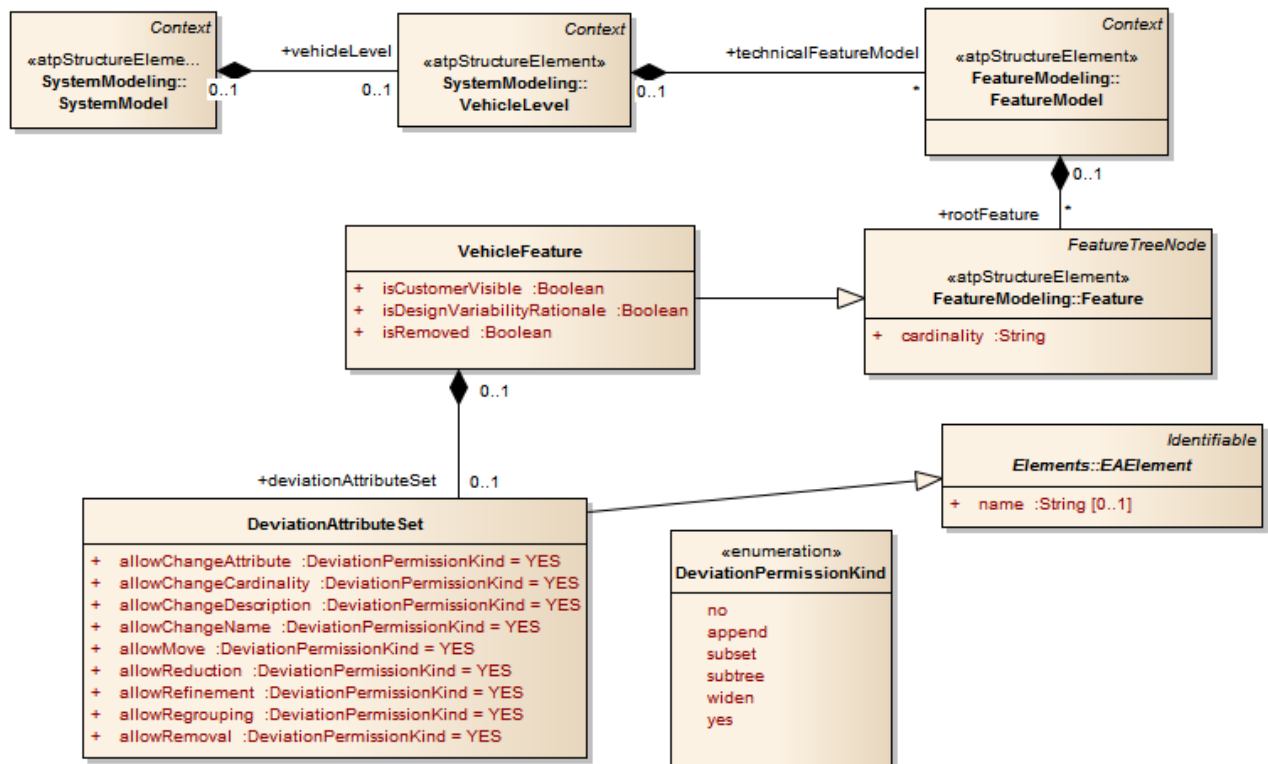 Context
«atpStructureEleme...
SystemModeling::
SystemModel
0..1
+vehicleLevel
0..1
Context
«atpStructureElement»
SystemModeling::
VehicleLevel
0..1
+technicalFeatureModel
*
Context
«atpStructureElement»
FeatureModeling::
FeatureModel
0..1
+rootFeature
*
VehicleFeature
+ isCustomerVisible :Boolean
+ isDesignVariabilityRationale :Boolean
+ isRemoved :Boolean
FeatureTreeNode
«atpStructureElement»
FeatureModeling::Feature
+ cardinality :String
0..1
+deviationAttributeSet
0..1
Identifiable
Elements::EAElement
+ name :String [0..1]
DeviationAttributeSet
+ allowChangeAttribute :DeviationPermissionKind = YES
+ allowChangeCardinality :DeviationPermissionKind = YES
+ allowChangeDescription :DeviationPermissionKind = YES
+ allowChangeName :DeviationPermissionKind = YES
+ allowMove :DeviationPermissionKind = YES
+ allowReduction :DeviationPermissionKind = YES
+ allowRefinement :DeviationPermissionKind = YES
+ allowRegrouping :DeviationPermissionKind = YES
+ allowRemoval :DeviationPermissionKind = YES
«enumeration»
DeviationPermissionKind
no
append
subset
subtree
widen
yes